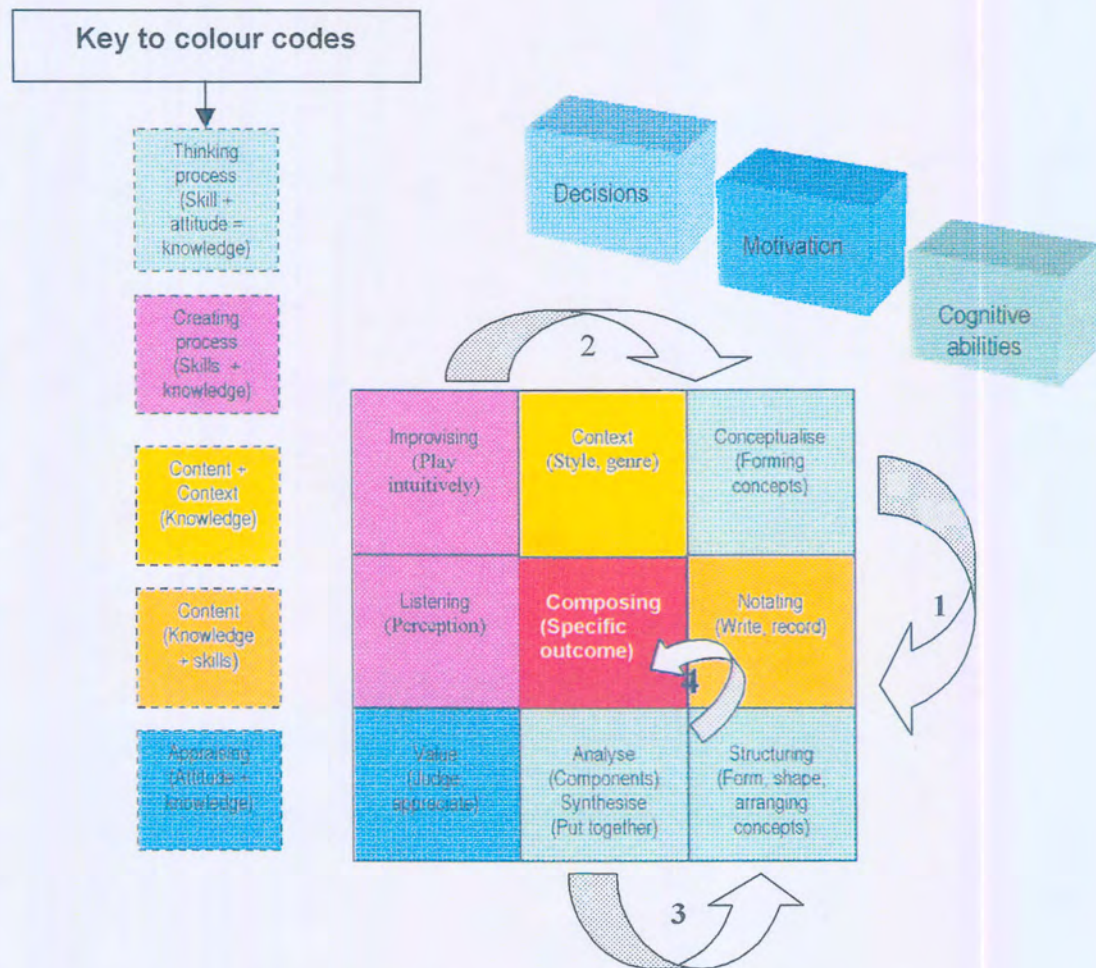 Key to colour codes
Thinking
process
(Skill +
attitude =
knowledge)
Creating
process
(Skills +
knowledge)
Content +
Context
(Knowledge)
Content
(Knowledge
+ skills)
Appraising
(Attitude +
knowledge)
Decisions
Motivation
Cognitive
abilities
2
Improvising
(Play
intuitively)
Context
(Style, genre)
Conceptualise
(Forming
concepts)
1
Listening
(Perception)
Composing
(Specific
outcome)
Notating
(Write, record)
4
Value
(Judge,
appreciate)
Analyse
(Components)
Synthesise
(Put together)
Structuring
(Form, shape,
arranging
concepts)
3